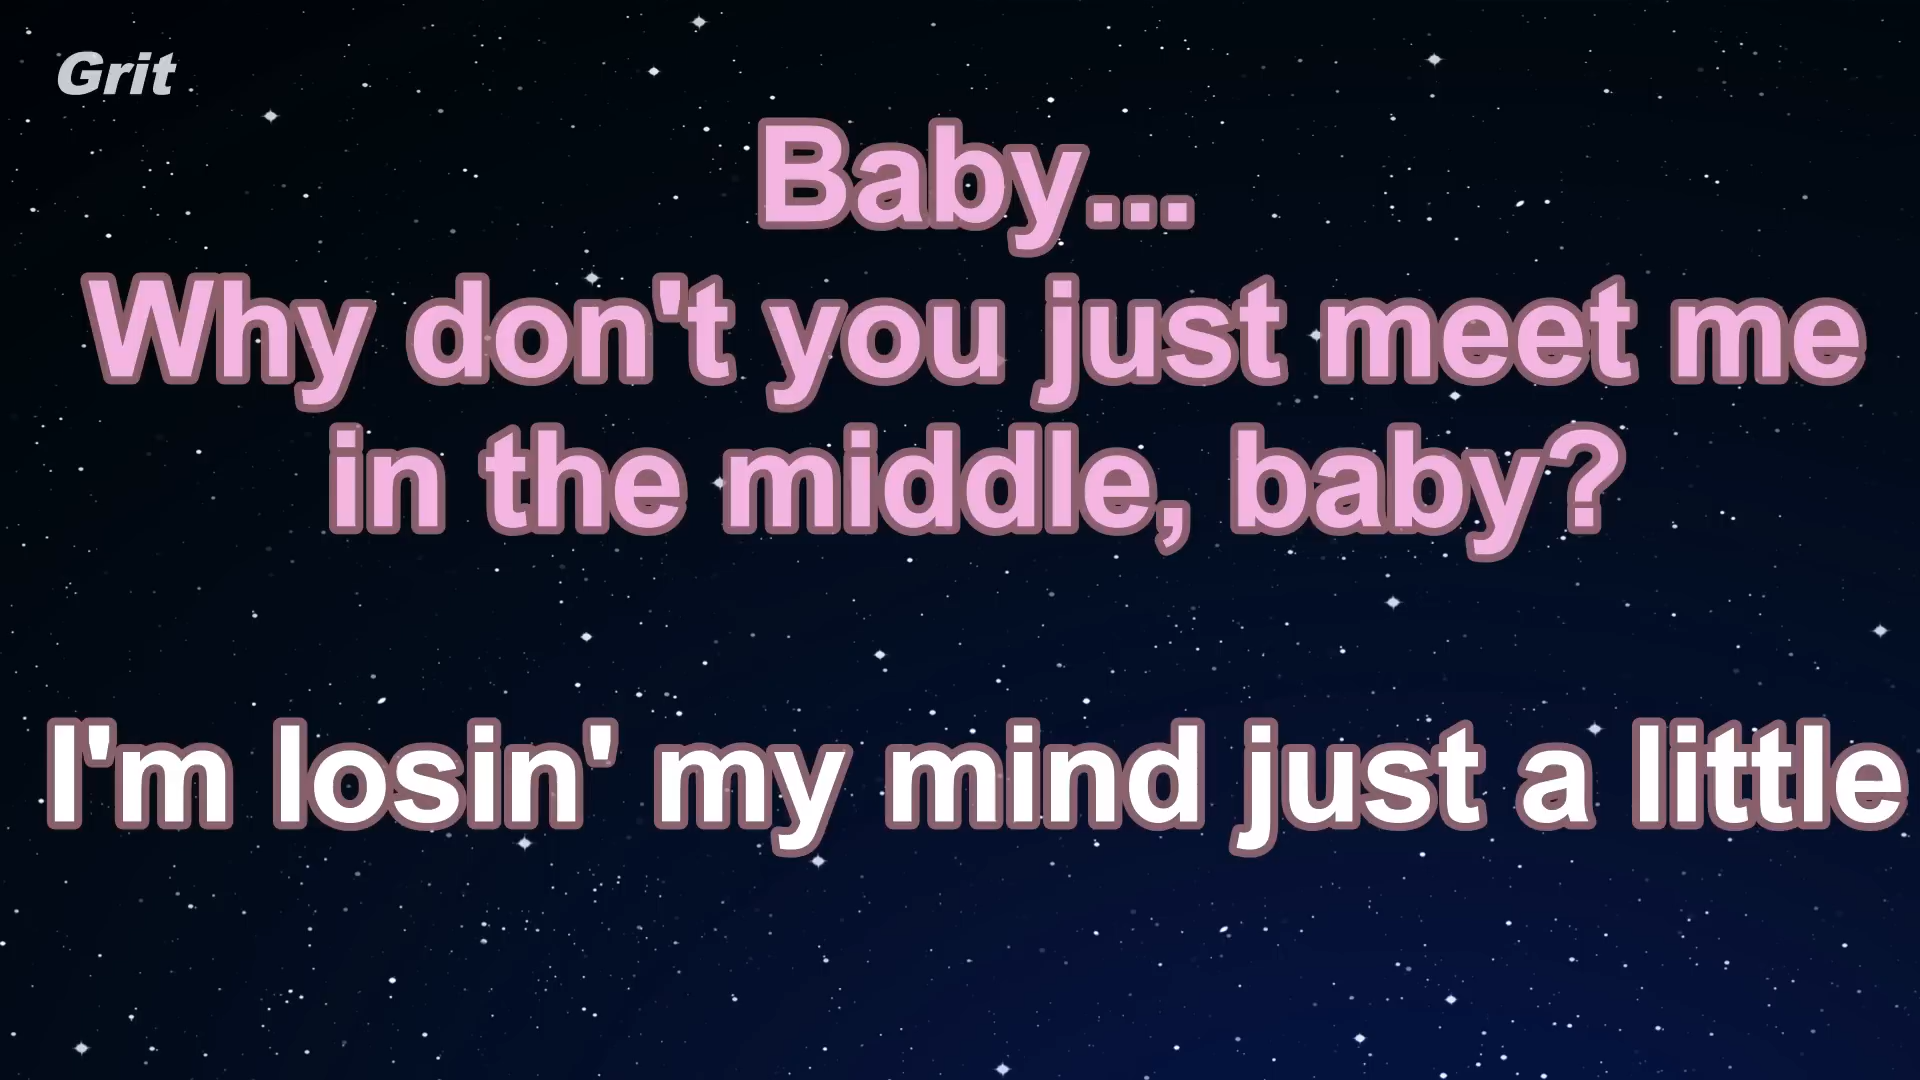 Grit
Baby...
Why don't you just meet me
in the middle, baby?
I'm losin' my mind just a little